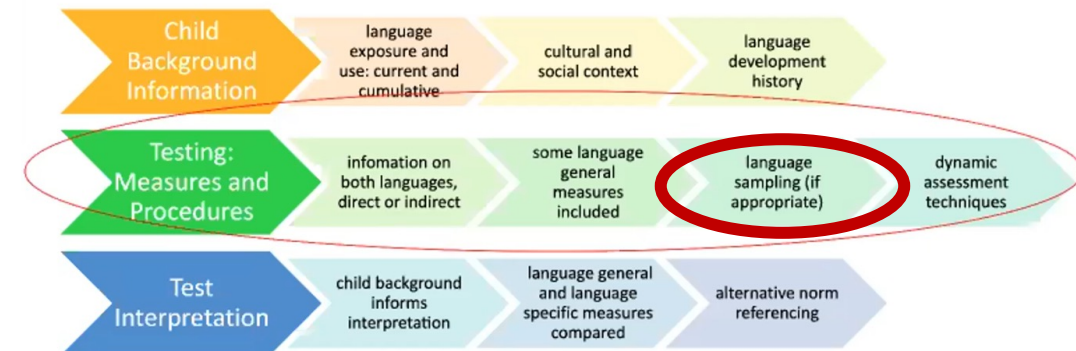 Child
Background
Information
language
exposure and
use: current and
cumulative
cultural and
social context
language
development
history
Testing:
Measures and
Procedures
infomation on
both languages,
direct or indirect
some language
general
measures
included
language
sampling (if
appropriate)
dynamic
assessment
techniques
Test
Interpretation
child background
informs
interpretation
language general
and language
specific measures
compared
alternative norm
referencing